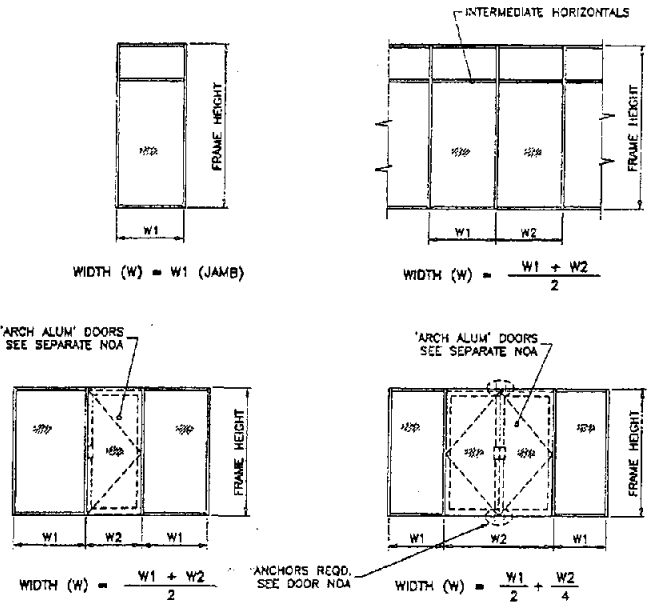 INTERMEDIATE HORIZONTALS
FRAME HEIGHT
FRAME HEIGHT
W1
W1 W2
WIDTH (W) = W1 (JAMB)
WIDTH (W) = W1 + W2
2
'ARCH ALUM' DOORS
SEE SEPARATE NOA
'ARCH ALUM' DOORS
SEE SEPARATE NOA
FRAME HEIGHT
FRAME HEIGHT
W1 W2 W1
W1 W2 W1
WIDTH (W) = W1 + W2
2
ANCHORS REQD.
SEE DOOR NOA
WIDTH (W) = W1 + W2
2 4